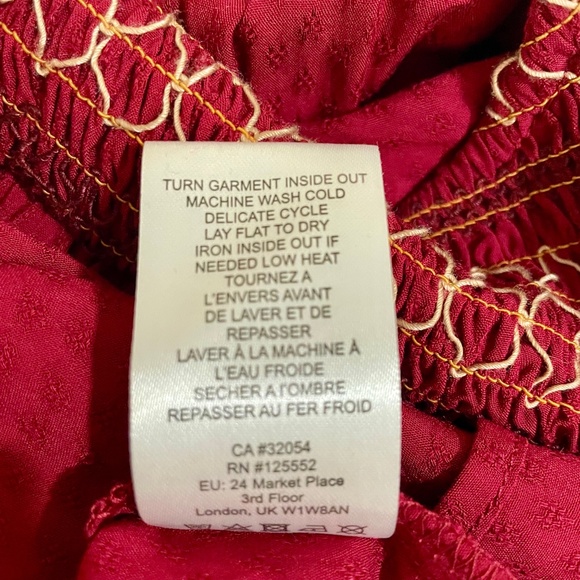 TURN GARMENT INSIDE OUT
MACHINE WASH COLD
DELICATE CYCLE
LAY FLAT TO DRY
IRON INSIDE OUT IF
NEEDED LOW HEAT
TOURNEZ A
L'ENVERS AVANT
DE LAVER ET DE
REPASSER
LAVER À LA MACHINE À
L'EAU FROIDE
SECHER A l'OMBRE
REPASSER AU FER FROID
CA #32054
RN #125552
EU: 24 Market Place
3rd Floor
London, UK W1W8AN